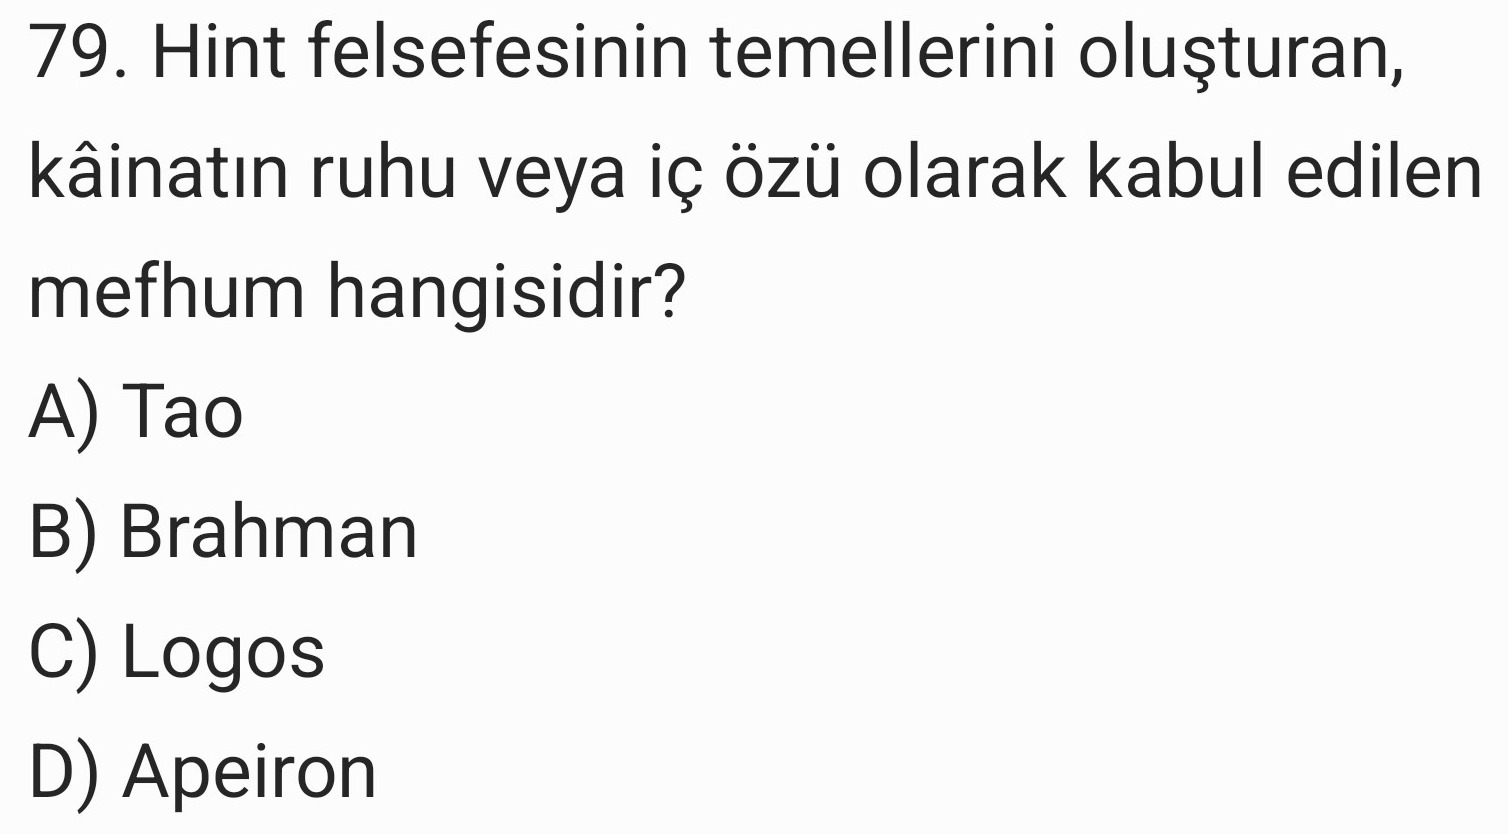 79. Hint felsefesinin temellerini oluşturan,
kâinatın ruhu veya iç özü olarak kabul edilen
mefhum hangisidir?
A) Tao
B) Brahman
C) Logos
D) Apeiron